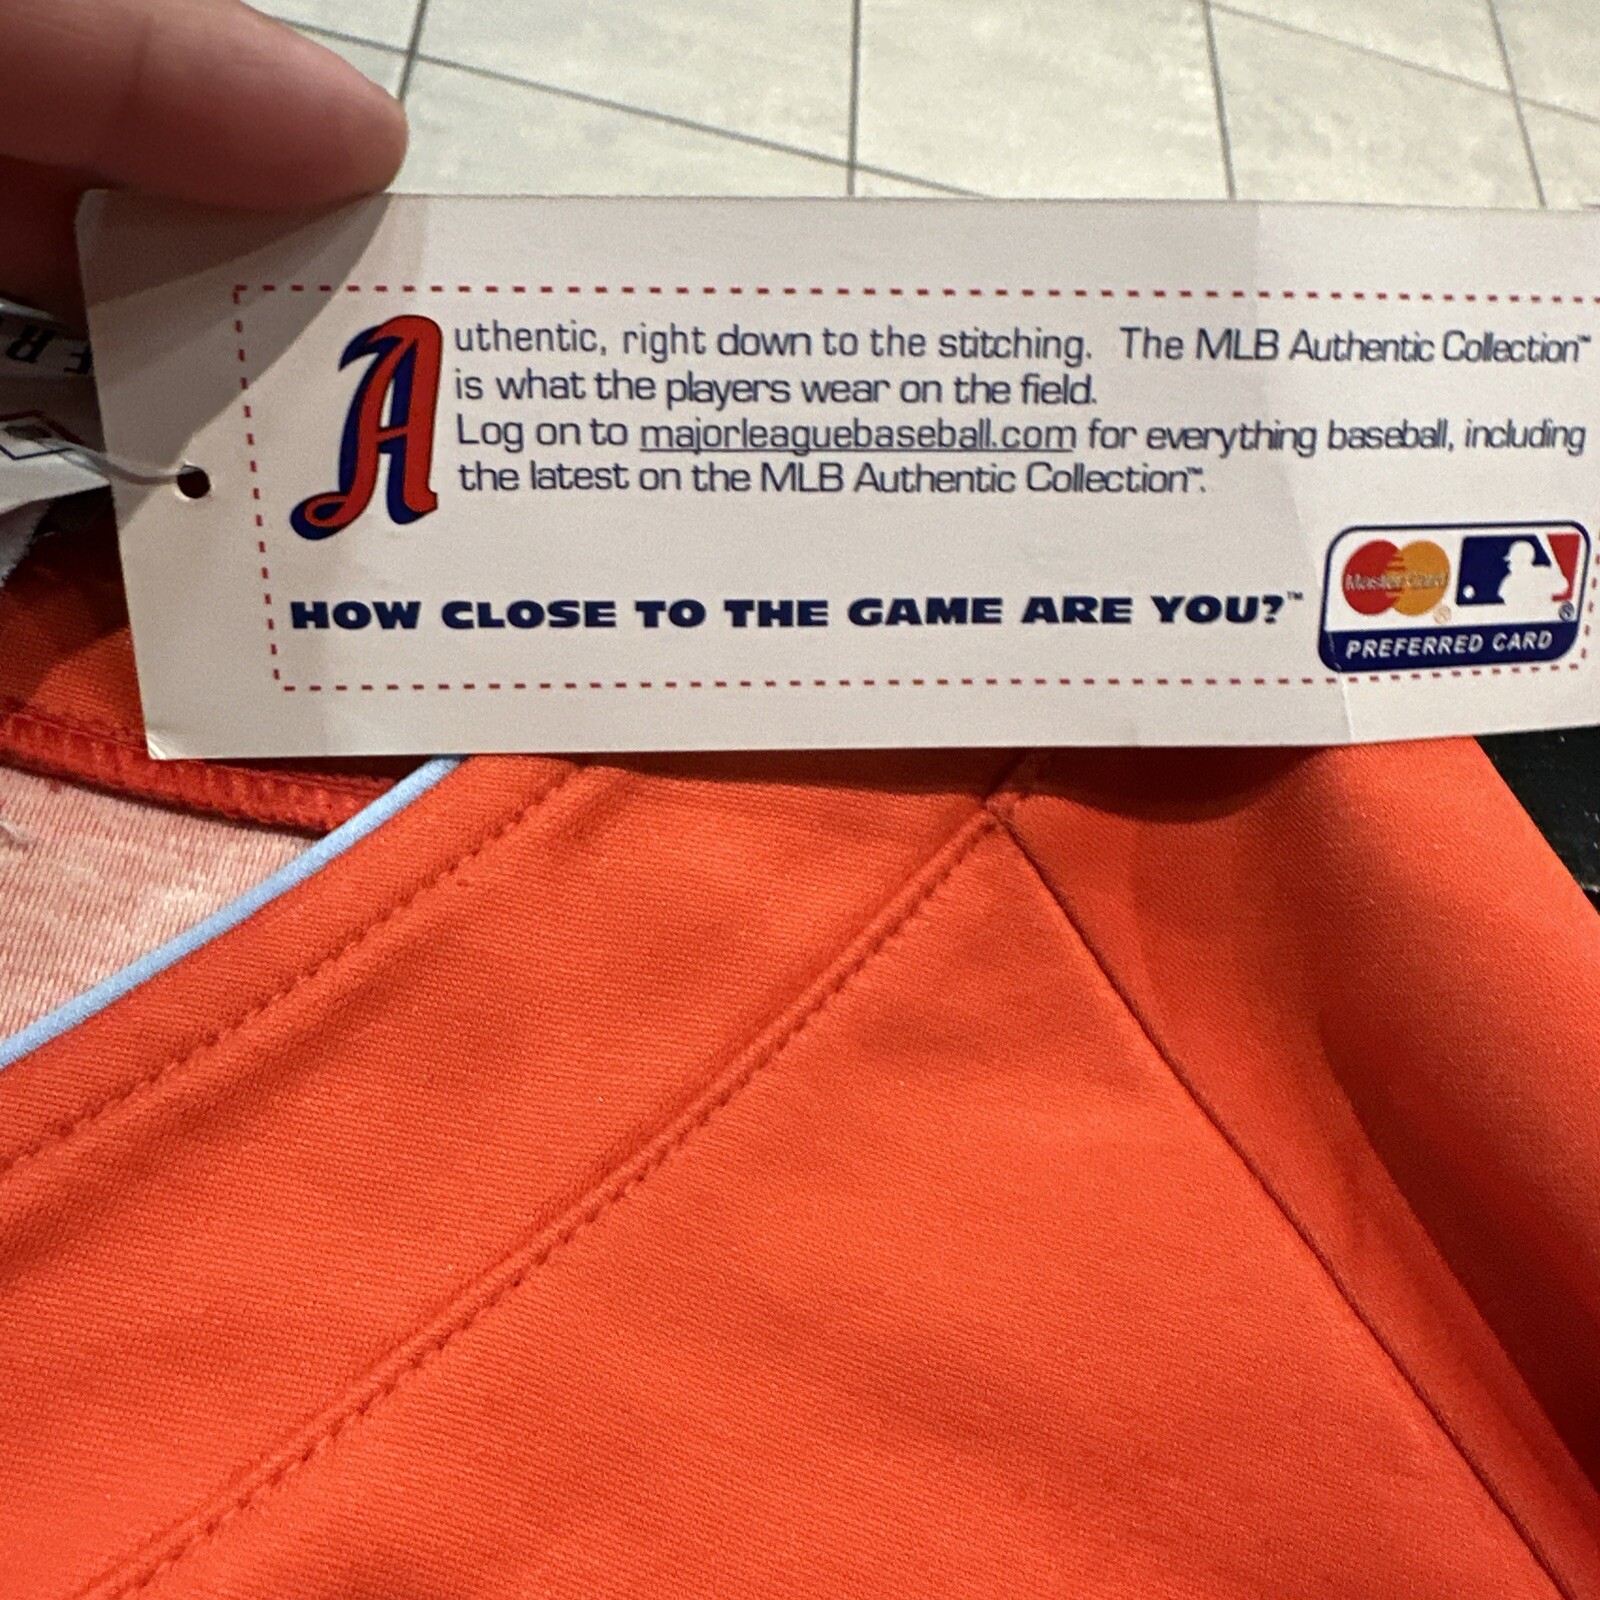 Authentic, right down to the stitching. The MLB Authentic Collection™
is what the players wear on the field.
Log on to majorleaguebaseball.com for everything baseball, including
the latest on the MLB Authentic Collection™.
HOW CLOSE TO THE GAME ARE YOU?™
MasterCard ®
®
PREFERRED CARD